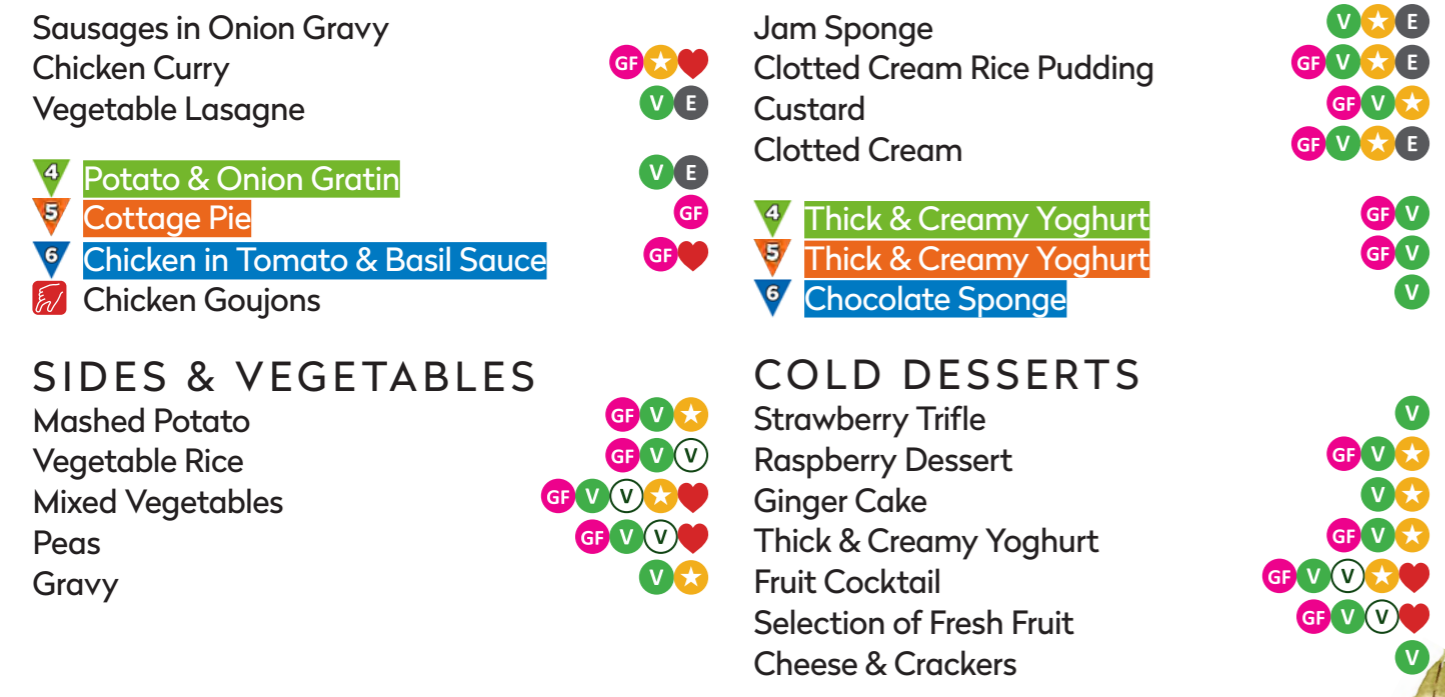 Sausages in Onion Gravy
Chicken Curry GF
Vegetable Lasagne V E
4 Potato & Onion Gratin V E
5 Cottage Pie GF
6 Chicken in Tomato & Basil Sauce GF
Chicken Goujons
SIDES & VEGETABLES
Mashed Potato GF V
Vegetable Rice GF V V
Mixed Vegetables GF V V
Peas GF V V
Gravy V
Jam Sponge V E
Clotted Cream Rice Pudding GF V E
Custard GF V
Clotted Cream GF V E
4 Thick & Creamy Yoghurt GF V
5 Thick & Creamy Yoghurt GF V
6 Chocolate Sponge V
COLD DESSERTS
Strawberry Trifle V
Raspberry Dessert GF V
Ginger Cake V
Thick & Creamy Yoghurt GF V
Fruit Cocktail GF V V
Selection of Fresh Fruit GF V V
Cheese & Crackers V